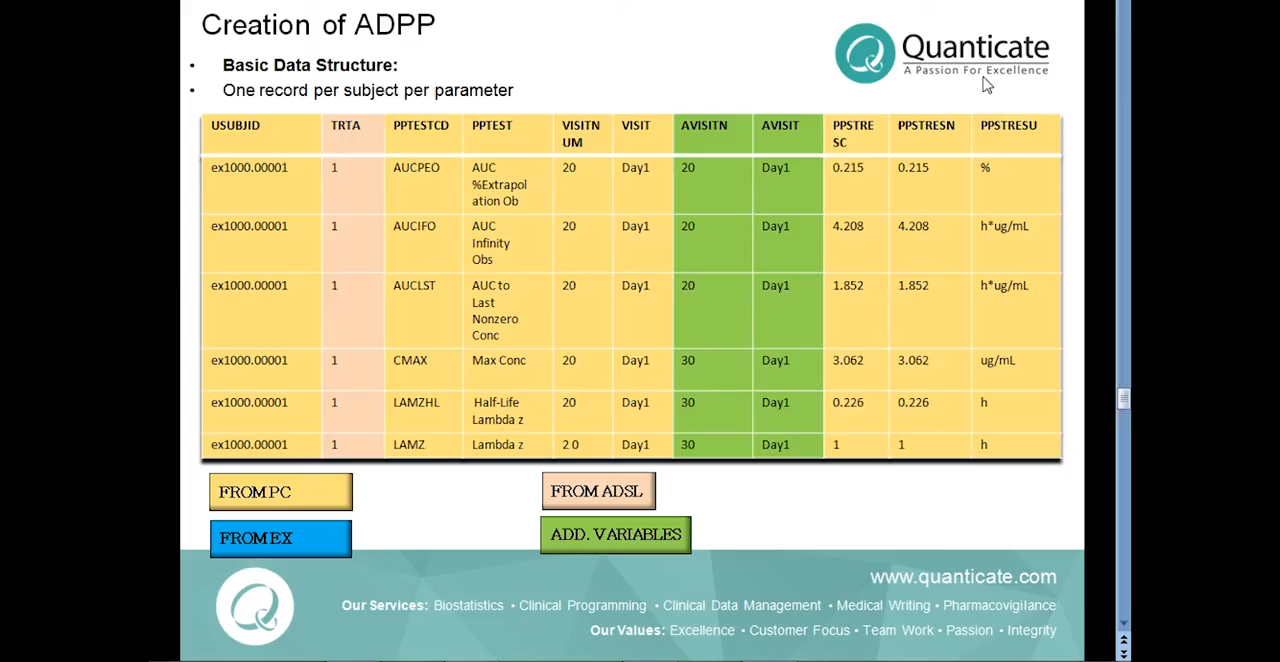 Creation of ADPP
Quanticate
A Passion For Excellence
• Basic Data Structure:
• One record per subject per parameter
USUBJID TRTA PPTESTCD PPTEST VISITN VISIT AVISITN AVISIT PPSTRE PPSTRESN PPSTRESU
UM SC
ex1000.00001 1 AUCPEO AUC 20 Day1 20 Day1 0.215 0.215 %
%Extrapol
ation Ob
ex1000.00001 1 AUCIFO AUC 20 Day1 20 Day1 4.208 4.208 h*ug/mL
Infinity
Obs
ex1000.00001 1 AUCLST AUC to 20 Day1 20 Day1 1.852 1.852 h*ug/mL
Last
Nonzero
Conc
ex1000.00001 1 CMAX Max Conc 20 Day1 30 Day1 3.062 3.062 ug/mL
ex1000.00001 1 LAMZHL Half-Life 20 Day1 30 Day1 0.226 0.226 h
Lambda z
ex1000.00001 1 LAMZ Lambda z 2 0 Day1 30 Day1 1 1 h
FROM PC FROM ADSL
FROM EX ADD. VARIABLES
www.quanticate.com
Our Services: Biostatistics • Clinical Programming • Clinical Data Management • Medical Writing • Pharmacovigilance
Our Values: Excellence • Customer Focus • Team Work • Passion • Integrity